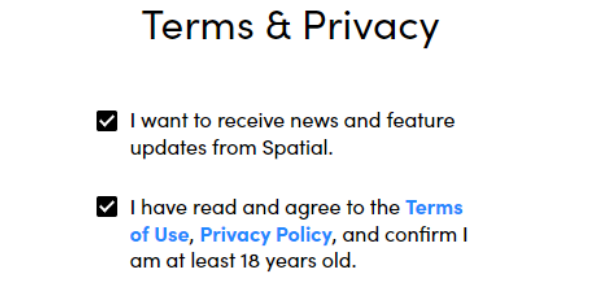 Terms & Privacy
I want to receive news and feature
updates from Spatial.
I have read and agree to the Terms
of Use, Privacy Policy, and confirm I
am at least 18 years old.